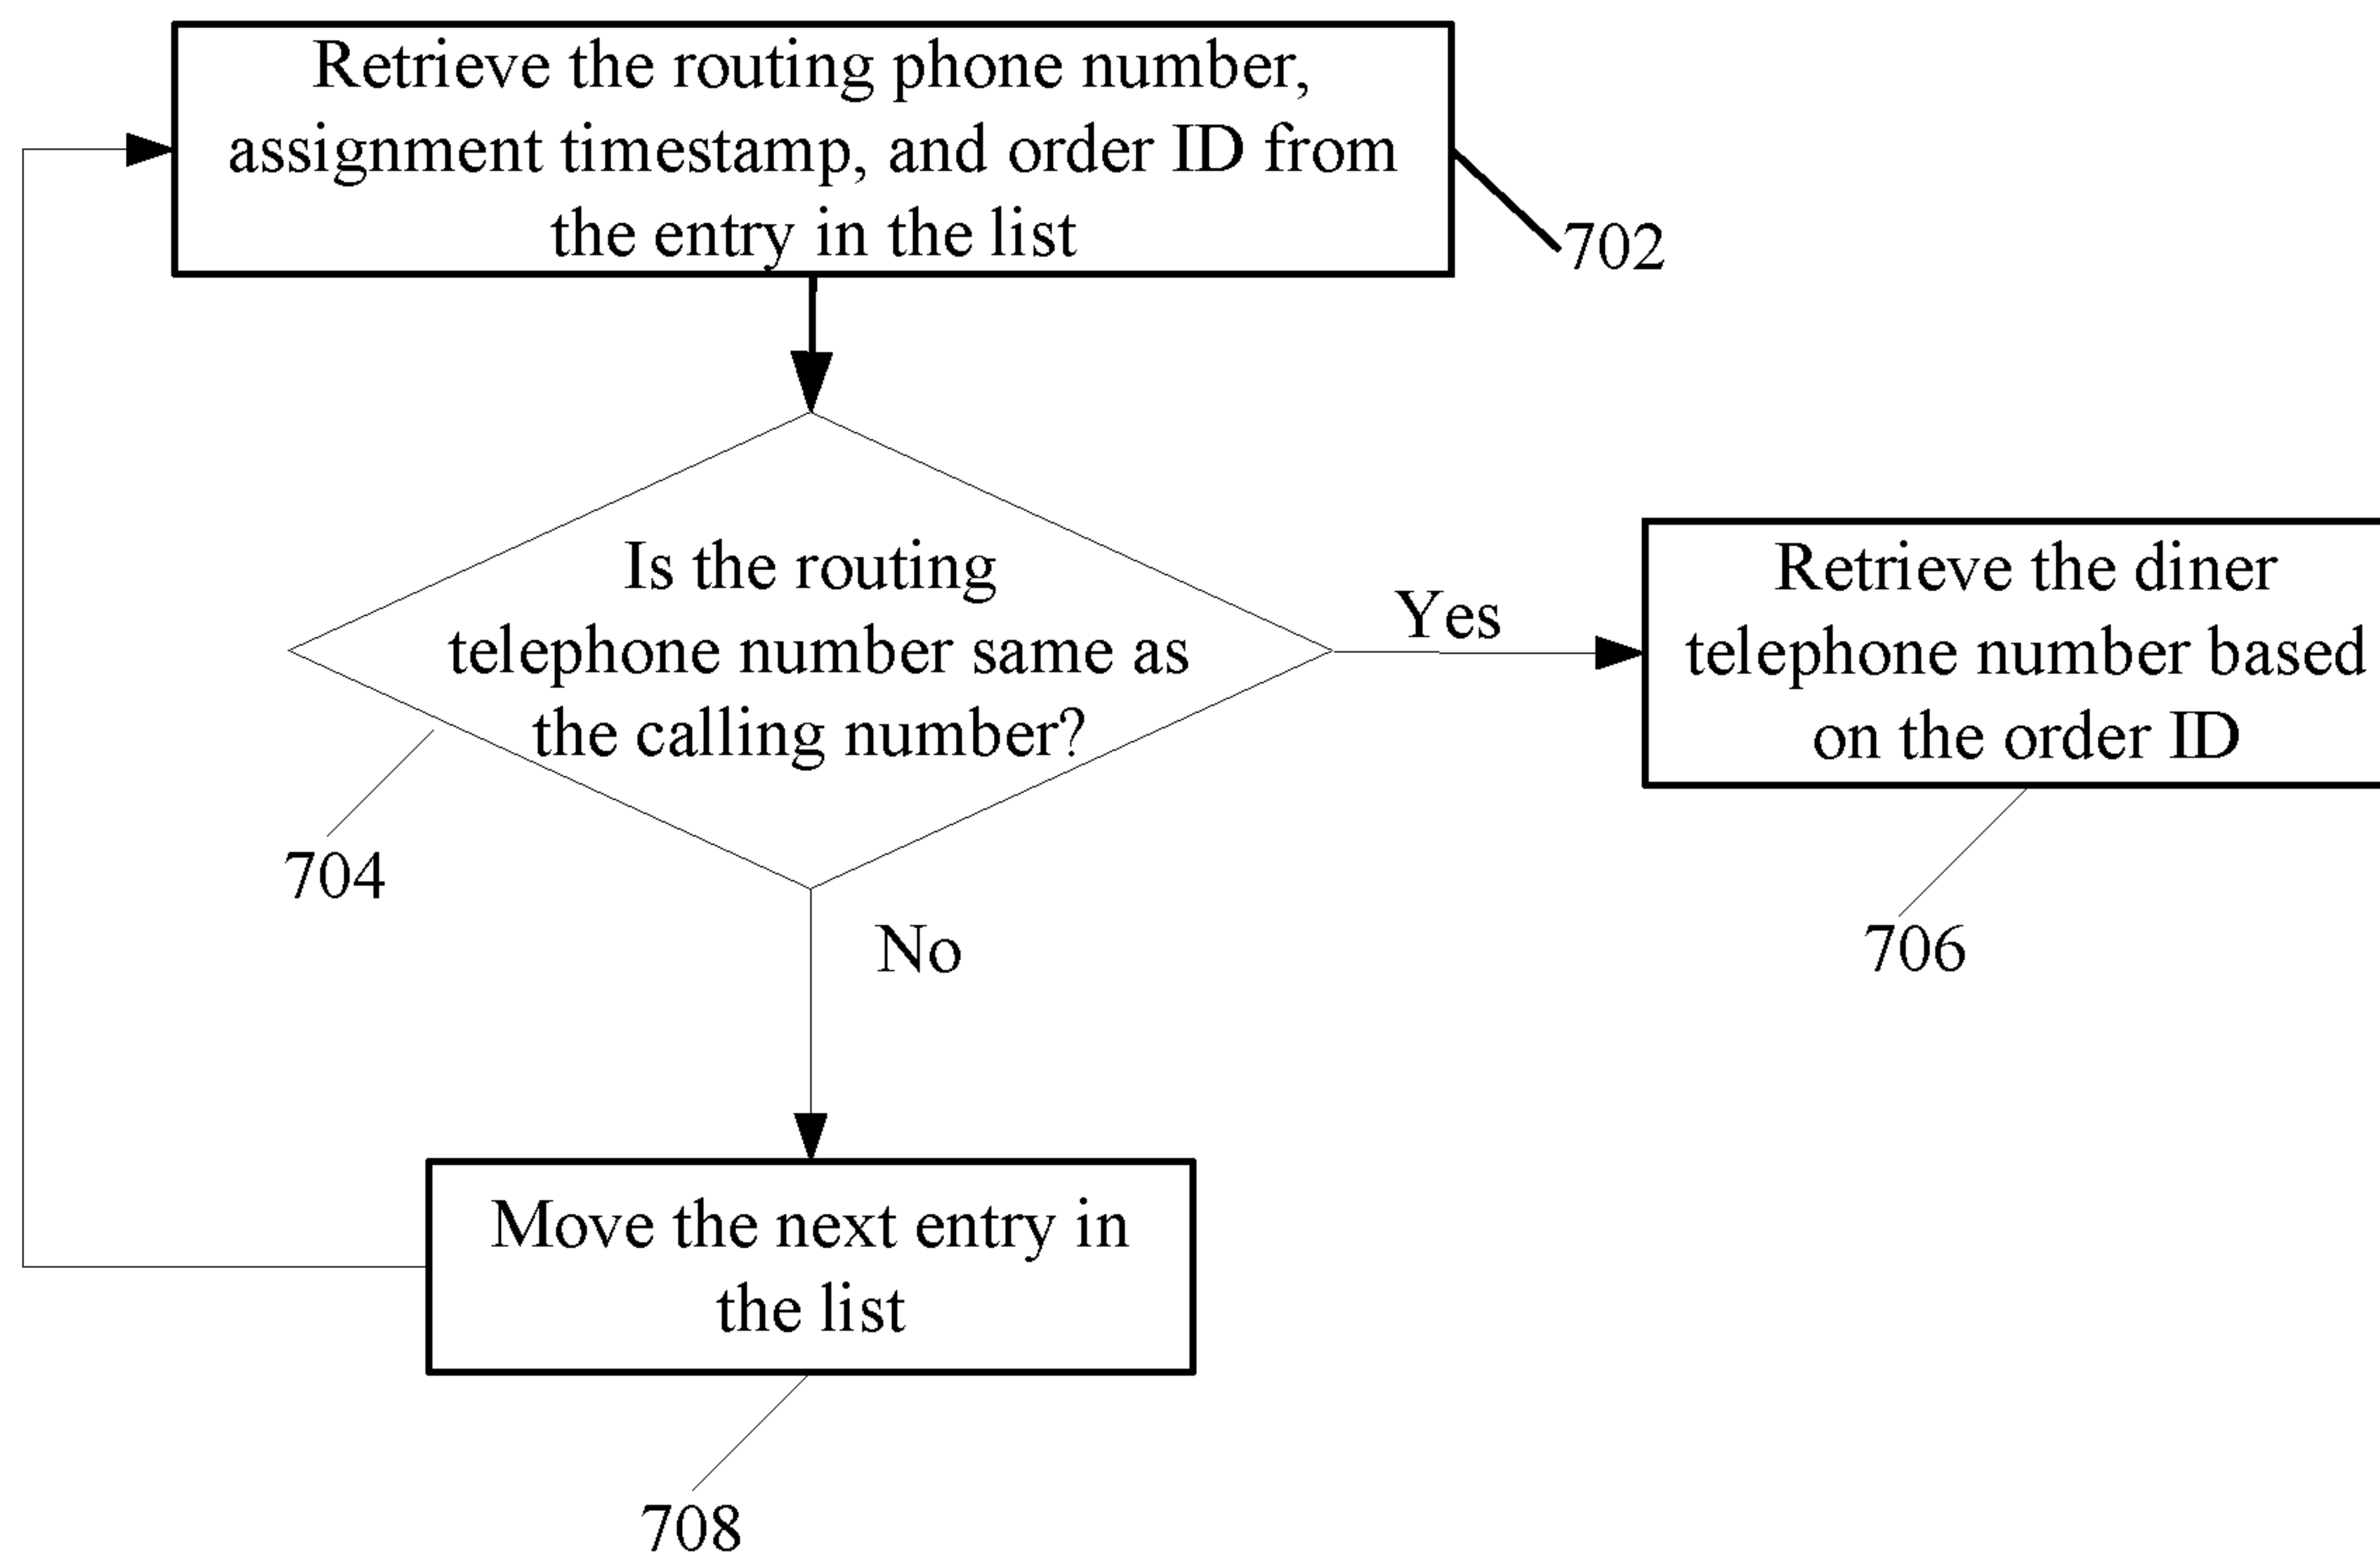 Retrieve the routing phone number,
assignment timestamp, and order ID from
the entry in the list
702
Is the routing
telephone number same as
the calling number?
704
Yes
Retrieve the diner
telephone number based
on the order ID
706
No
Move the next entry in
the list
708